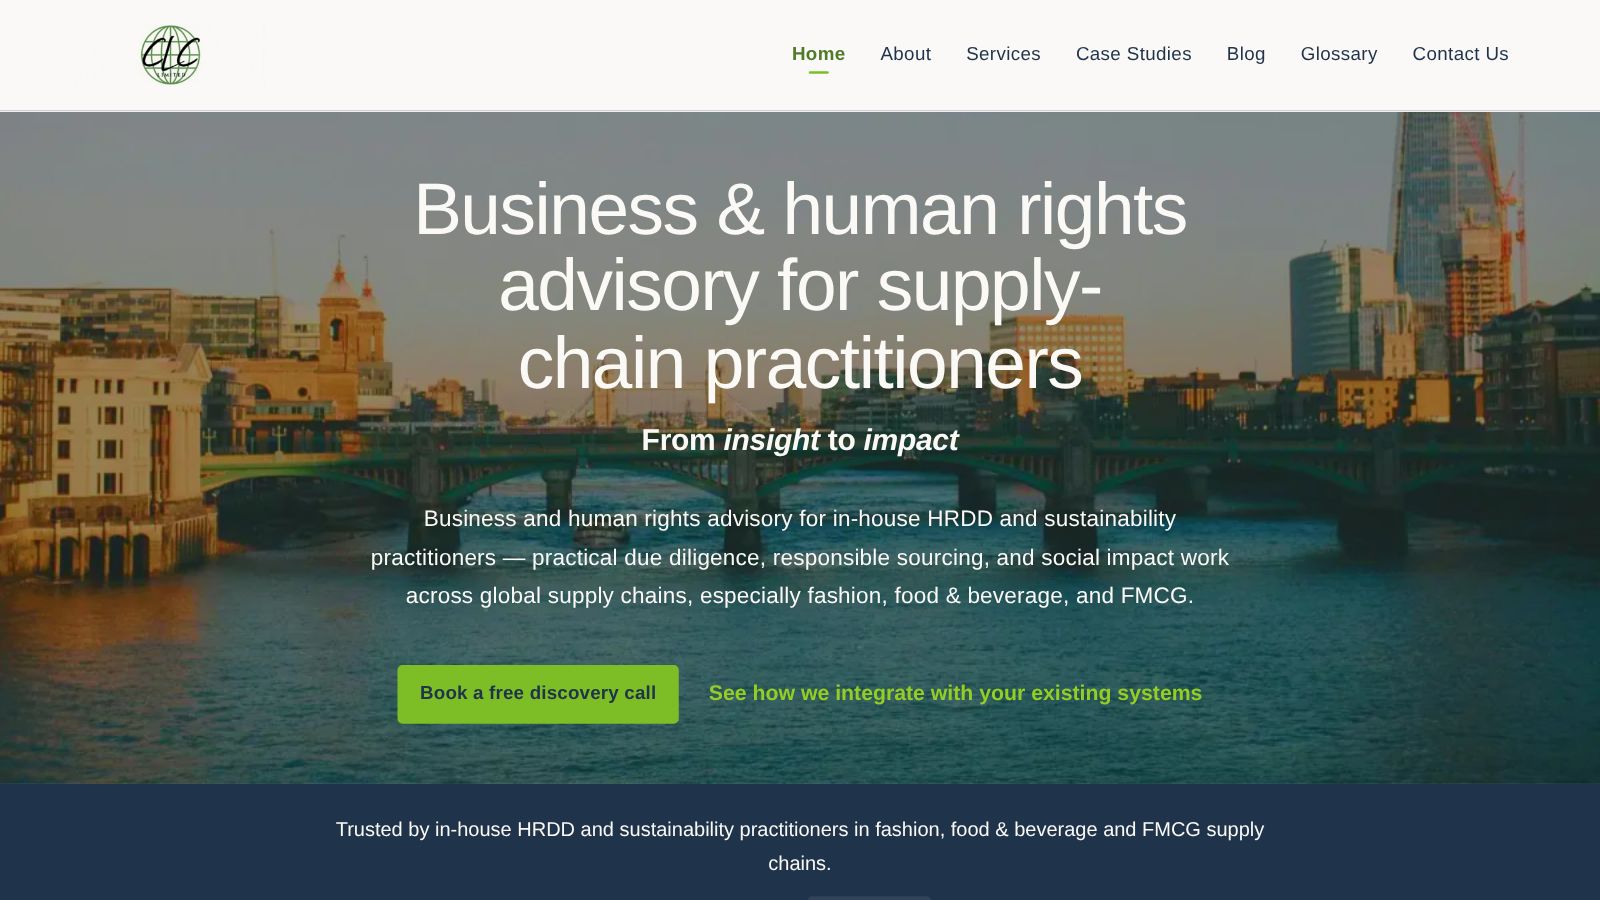 CLC
LIMITED
Home
About
Services
Case Studies
Blog
Glossary
Contact Us
Business & human rights
advisory for supply-
chain practitioners
From insight to impact
Business and human rights advisory for in-house HRDD and sustainability
practitioners — practical due diligence, responsible sourcing, and social impact work
across global supply chains, especially fashion, food & beverage, and FMCG.
Book a free discovery call
See how we integrate with your existing systems
Trusted by in-house HRDD and sustainability practitioners in fashion, food & beverage and FMCG supply
chains.